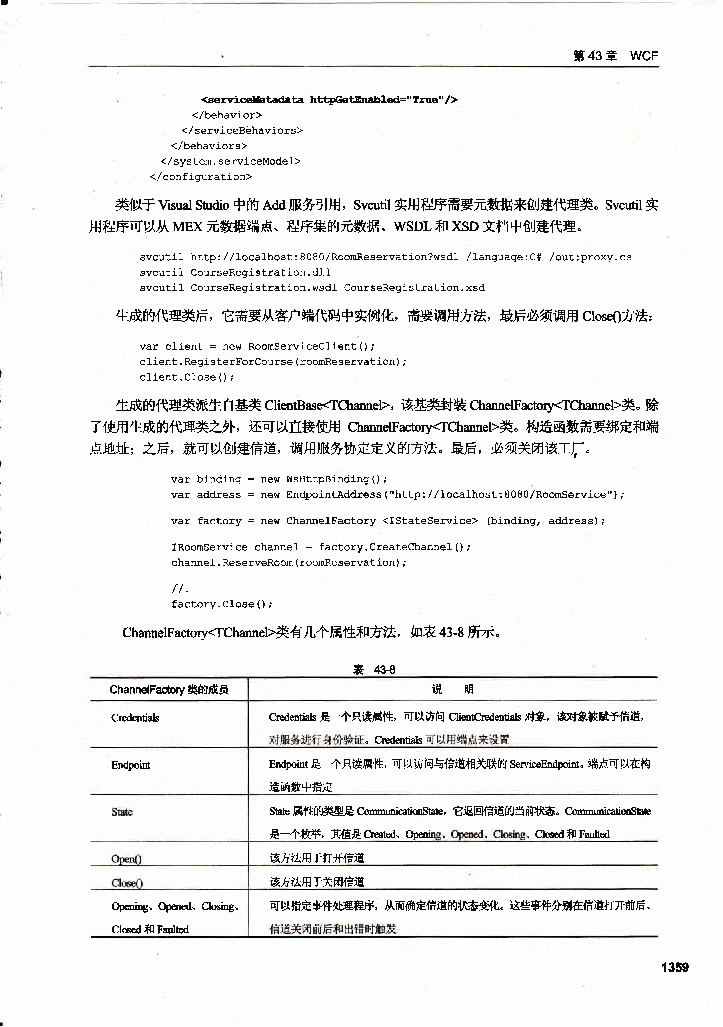 第 43 章 WCF
<serviceMetadata httpGetEnabled="True"/>
</behavior>
</serviceBehaviors>
</behaviors>
</system.serviceModel>
</configuration>
类似于 Visual Studio 中的 Add 服务引用，Svcutil 实用程序需要元数据来创建代理类。Svcutil 实
用程序可以从 MEX 元数据端点、程序集的元数据、WSDL 和 XSD 文档中创建代理。
svcutil http://localhost:8080/RoomReservation?wsdl /language:C# /out:proxy.cs
svcutil CourseRegistration.dll
svcutil CourseRegistration.wsdl CourseRegistration.xsd
生成的代理类后，它需要从客户端代码中实例化，需要调用方法，最后必须调用 Close()方法：
var client = new RoomServiceClient();
client.RegisterForCourse(roomReservation);
client.Close();
生成的代理类派生自基类 ClientBase<TChannel>，该基类封装 ChannelFactory<TChannel>类。除
了使用生成的代理类之外，还可以直接使用 ChannelFactory<TChannel>类。构造函数需要绑定和端
点地址；之后，就可以创建信道，调用服务协定定义的方法。最后，必须关闭该工厂。
var binding = new WsHttpBinding();
var address = new EndpointAddress("http://localhost:8080/RoomService");
var factory = new ChannelFactory <IStateService> (binding, address);
IRoomService channel = factory.CreateChannel();
channel.ReserveRoom(roomReservation);
//.
factory.Close();
ChannelFactory<TChannel>类有几个属性和方法，如表 43-8 所示。
表 43-8
ChannelFactory 类的成员 说 明
Credentials Credentials 是一个只读属性，可以访问 ClientCredentials 对象，该对象被赋予信道，
对服务进行身份验证。Credentials 可以用端点来设置
Endpoint Endpoint 是一个只读属性，可以访问与信道相关联的 ServiceEndpoint。端点可以在构
造函数中指定
State State 属性的类型是 CommunicationState，它返回信道的当前状态。CommunicationState
是一个枚举，其值是 Created、Opening、Opened、Closing、Closed 和 Faulted
Open() 该方法用于打开信道
Close() 该方法用于关闭信道
Opening、Opened、Closing、 可以指定事件处理程序，从而确定信道的状态变化。这些事件分别在信道打开前后、
Closed 和 Faulted 信道关闭前后和出错时触发
1359